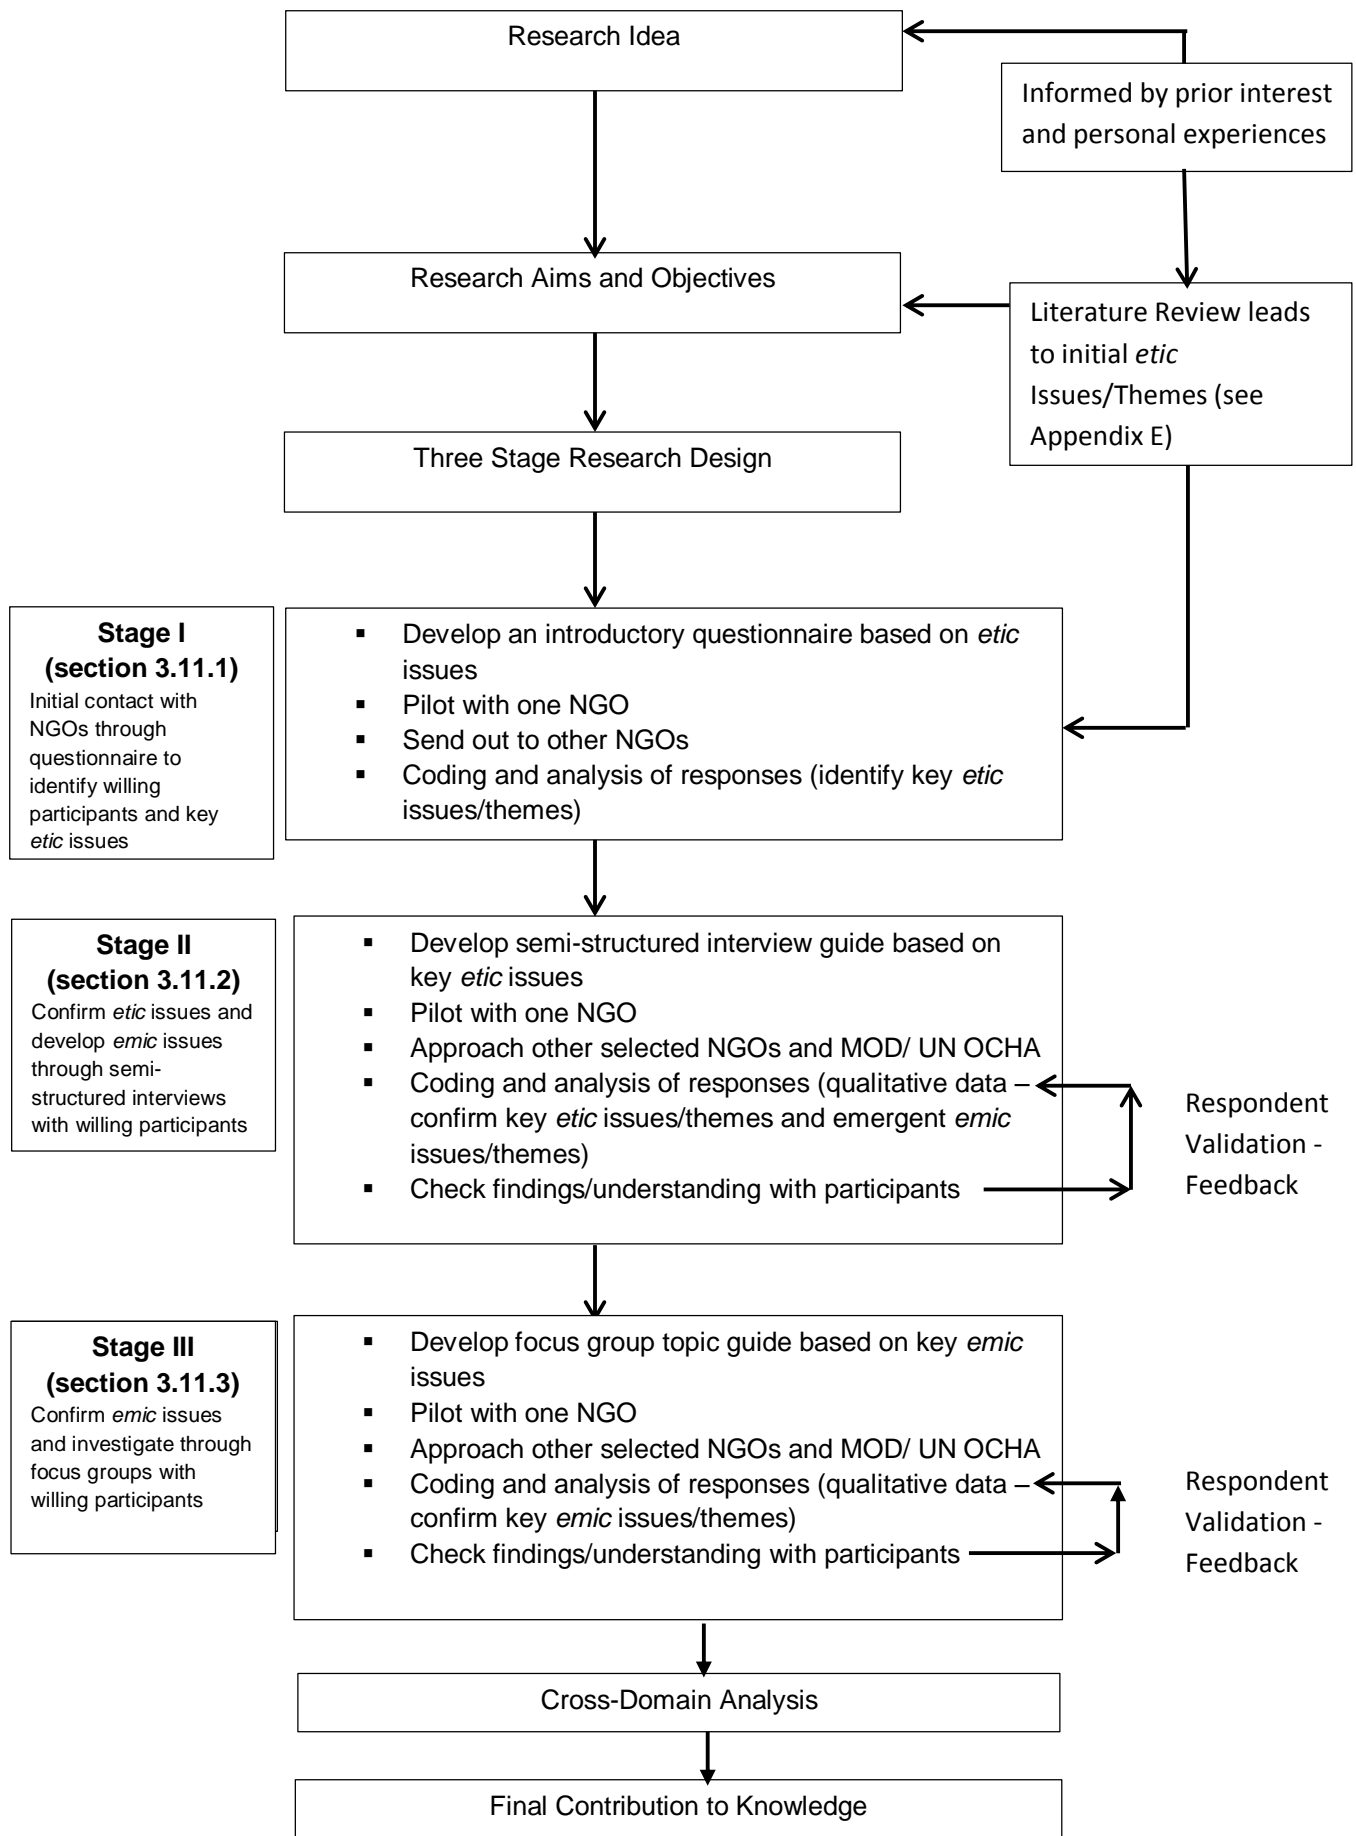 Research Idea
Informed by prior interest
and personal experiences
Research Aims and Objectives
Literature Review leads
to initial etic
Issues/Themes (see
Appendix E)
Three Stage Research Design
Stage I
(section 3.11.1)
Initial contact with
NGOs through
questionnaire to
identify willing
participants and key
etic issues
▪ Develop an introductory questionnaire based on etic
issues
▪ Pilot with one NGO
▪ Send out to other NGOs
▪ Coding and analysis of responses (identify key etic
issues/themes)
Stage II
(section 3.11.2)
Confirm etic issues and
develop emic issues
through semi-
structured interviews
with willing participants
▪ Develop semi-structured interview guide based on
key etic issues
▪ Pilot with one NGO
▪ Approach other selected NGOs and MOD/ UN OCHA
▪ Coding and analysis of responses (qualitative data –
confirm key etic issues/themes and emergent emic
issues/themes)
▪ Check findings/understanding with participants
Respondent
Validation -
Feedback
Stage III
(section 3.11.3)
Confirm emic issues
and investigate through
focus groups with
willing participants
▪ Develop focus group topic guide based on key emic
issues
▪ Pilot with one NGO
▪ Approach other selected NGOs and MOD/ UN OCHA
▪ Coding and analysis of responses (qualitative data –
confirm key emic issues/themes)
▪ Check findings/understanding with participants
Respondent
Validation -
Feedback
Cross-Domain Analysis
Final Contribution to Knowledge